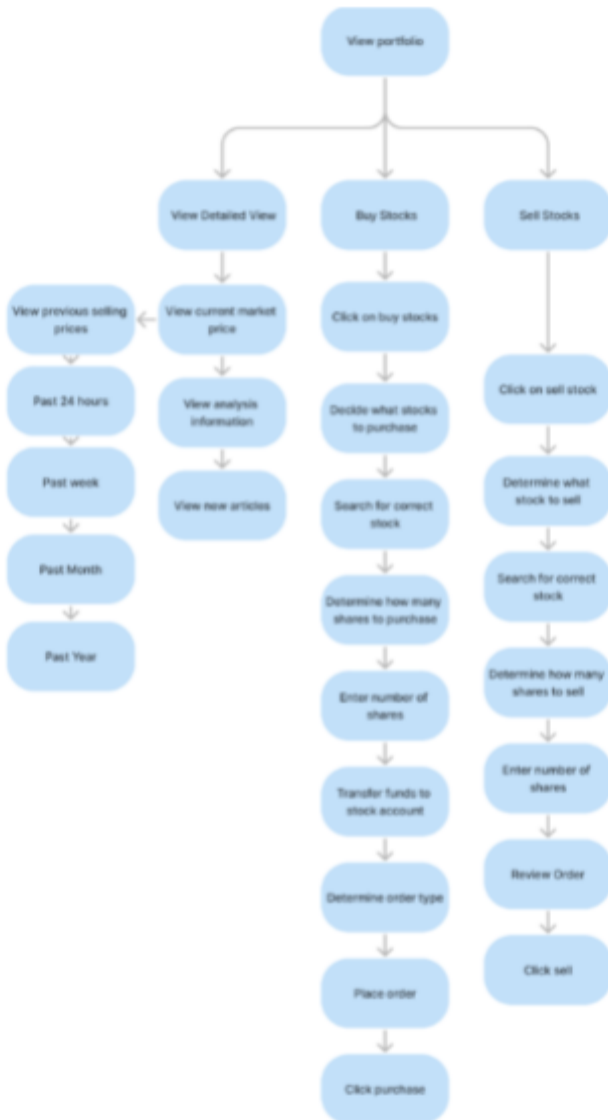 View portfolio
View Detailed View
Buy Stocks
Sell Stocks
View previous selling
prices
View current market
price
Click on buy stocks
Past 24 hours
View analysis
information
Decide what stocks
to purchase
Click on sell stock
Past week
View new articles
Search for correct
stock
Determine what
stock to sell
Past Month
Determine how many
shares to purchase
Search for correct
stock
Past Year
Enter number of
shares
Determine how many
shares to sell
Transfer funds to
stock account
Enter number of
shares
Determine order type
Review Order
Place order
Click sell
Click purchase